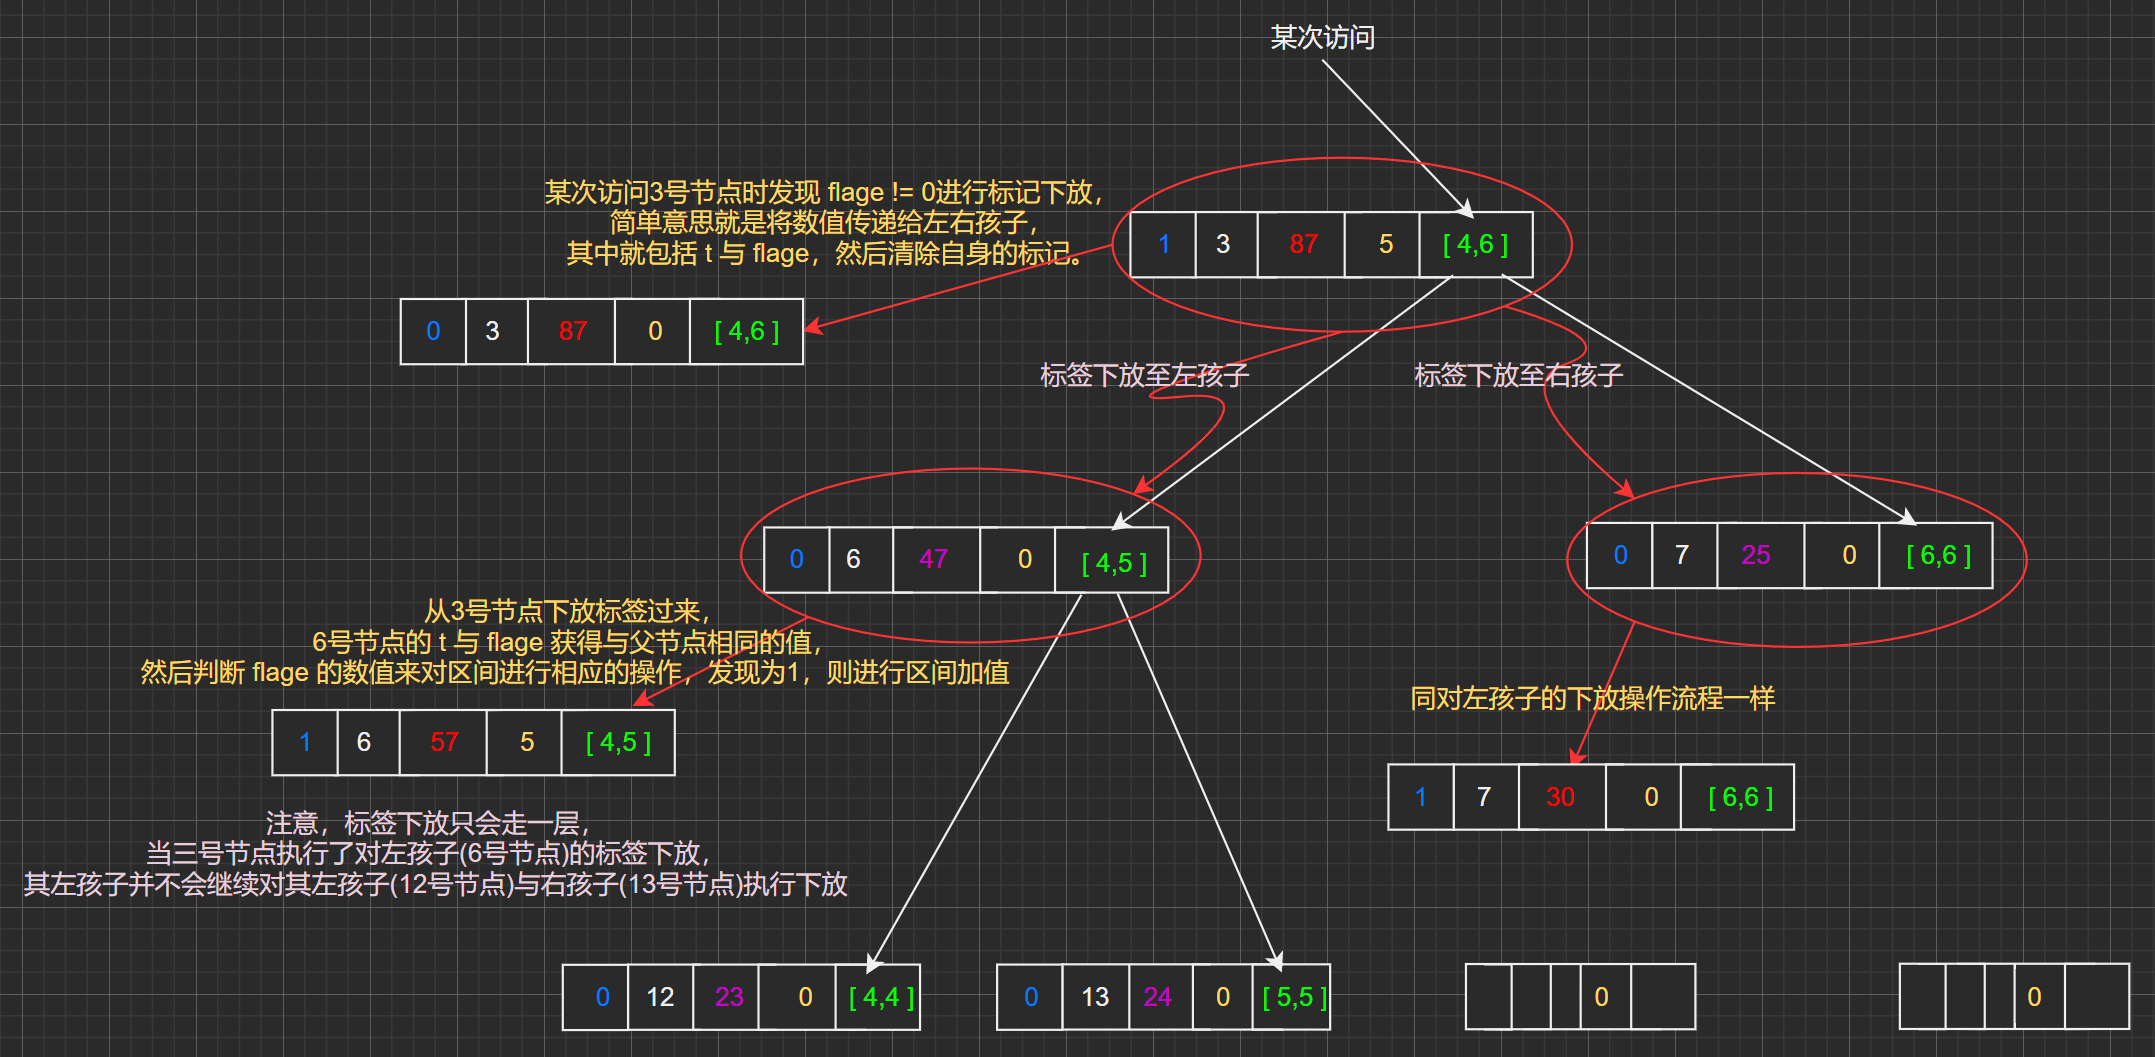 某次访问
某次访问3号节点时发现 flage != 0进行标记下放，
简单意思就是将数值传递给左右孩子，
其中就包括 t 与 flage，然后清除自身的标记。
1 3 87 5 [ 4,6 ]
0 3 87 0 [ 4,6 ]
标签下放至左孩子
标签下放至右孩子
0 6 47 0 [ 4,5 ]
0 7 25 0 [ 6,6 ]
从3号节点下放标签过来，
6号节点的 t 与 flage 获得与父节点相同的值，
然后判断 flage 的数值来对区间进行相应的操作，发现为1，则进行区间加值
同对左孩子的下放操作流程一样
1 6 57 5 [ 4,5 ]
1 7 30 0 [ 6,6 ]
注意，标签下放只会走一层，
当三号节点执行了对左孩子(6号节点)的标签下放，
其左孩子并不会继续对其左孩子(12号节点)与右孩子(13号节点)执行下放
0 12 23 0 [ 4,4 ]
0 13 24 0 [ 5,5 ]
0
0